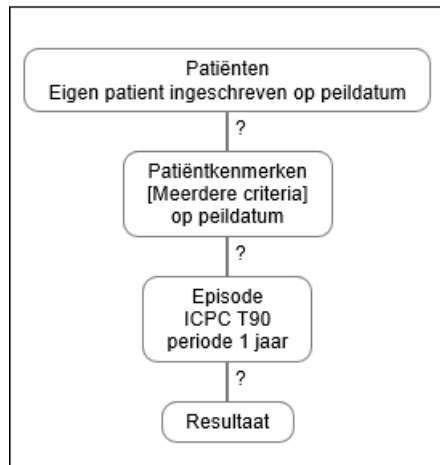 Patiënten
Eigen patient ingeschreven op peildatum
?
Patiëntkenmerken
[Meerdere criteria]
op peildatum
?
Episode
ICPC T90
periode 1 jaar
?
Resultaat